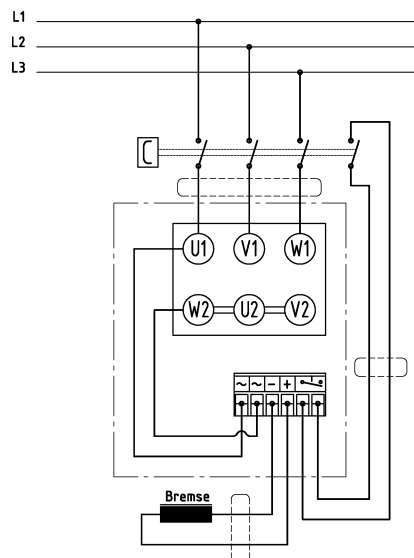 L1
L2
L3
U1 V1 W1
W2 U2 V2
~ ~ - +
Bremse